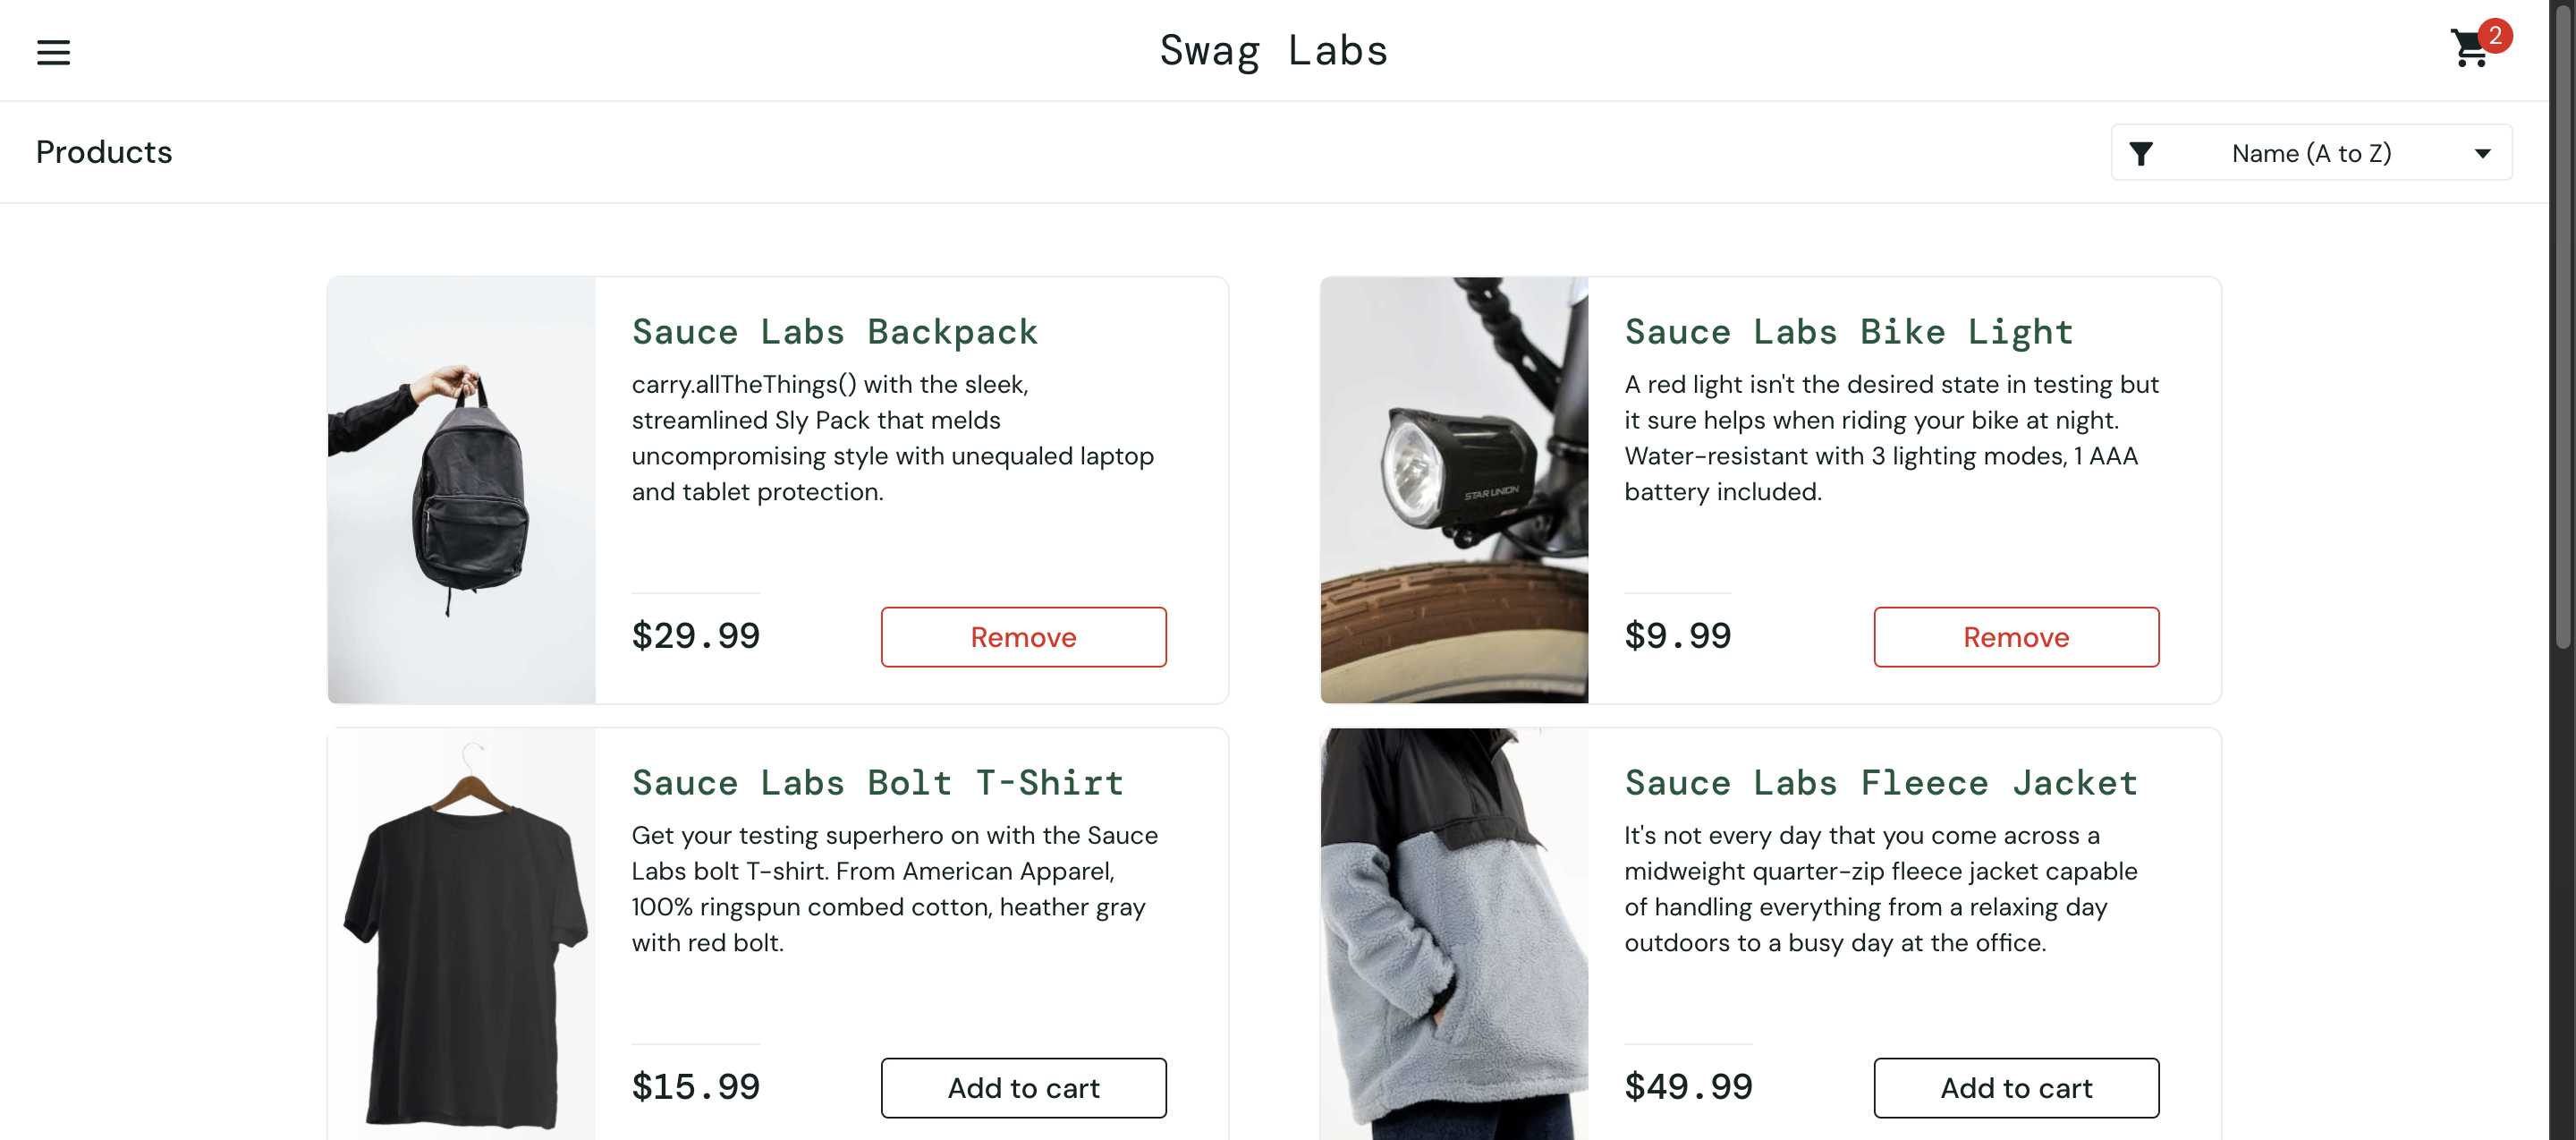 Swag Labs
2
Products
Name (A to Z)
Sauce Labs Backpack
carry.allTheThings() with the sleek,
streamlined Sly Pack that melds
uncompromising style with unequaled laptop
and tablet protection.
$29.99
Remove
STAR UNION
Sauce Labs Bike Light
A red light isn't the desired state in testing but
it sure helps when riding your bike at night.
Water-resistant with 3 lighting modes, 1 AAA
battery included.
$9.99
Remove
Sauce Labs Bolt T-Shirt
Get your testing superhero on with the Sauce
Labs bolt T-shirt. From American Apparel,
100% ringspun combed cotton, heather gray
with red bolt.
$15.99
Add to cart
Sauce Labs Fleece Jacket
It's not every day that you come across a
midweight quarter-zip fleece jacket capable
of handling everything from a relaxing day
outdoors to a busy day at the office.
$49.99
Add to cart